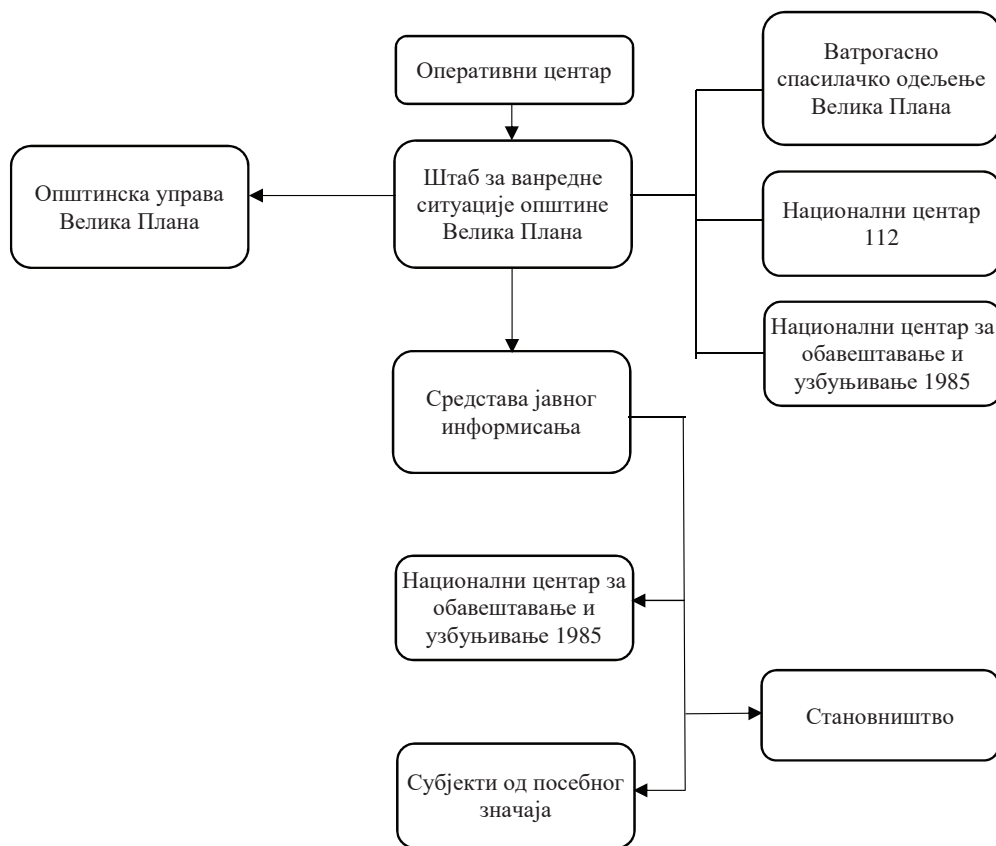 Оперативни центар
Ватрогасно
спасилачко одељење
Велика Плана
Општинска управа
Велика Плана
Штаб за ванредне
ситуације општине
Велика Плана
Национални центар
112
Национални центар за
обавештавање и
узбуњивање 1985
Средстава јавног
информисања
Национални центар за
обавештавање и
узбуњивање 1985
Становништво
Субјекти од посебног
значаја